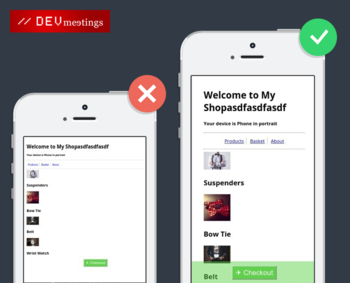 // DEVmeetings
Welcome to My Shopasdfasdfasdf
Your device is Phone in portrait
Products Basket
Suspenders
Bow Tie
Belt
Wrist Watch
+ Checkout
Welcome to My
Shopasdfasdfasdf
Your device is Phone in portrait
Products Basket About
Suspenders
Bow Tie
Belt
+ Checkout